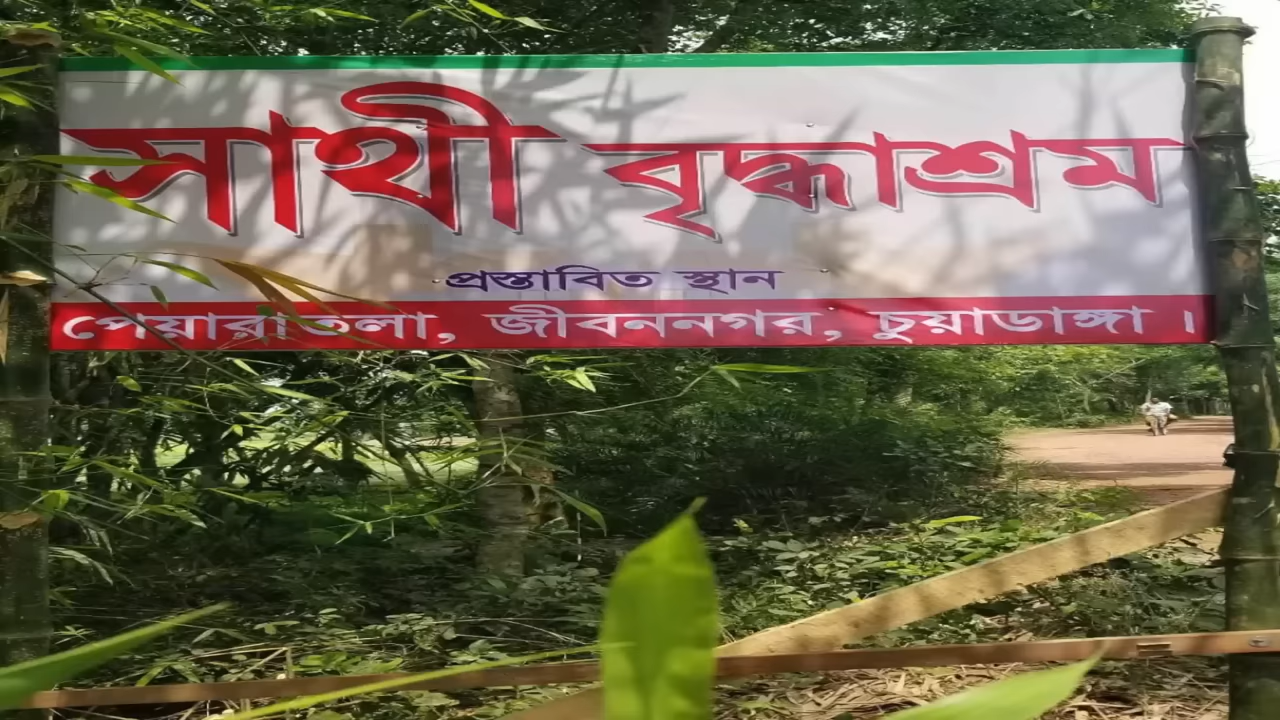 সাথী বৃদ্ধাশ্রম
প্রস্তাবিত স্থান
পেয়ারাতলা, জীবননগর, চুয়াডাঙ্গা।